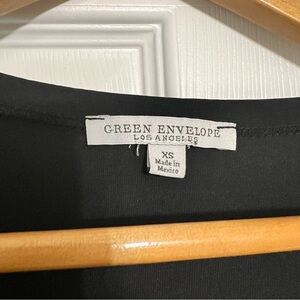 GREEN ENVELOPE
LOS ANGELES
XS
Made in
Mexico